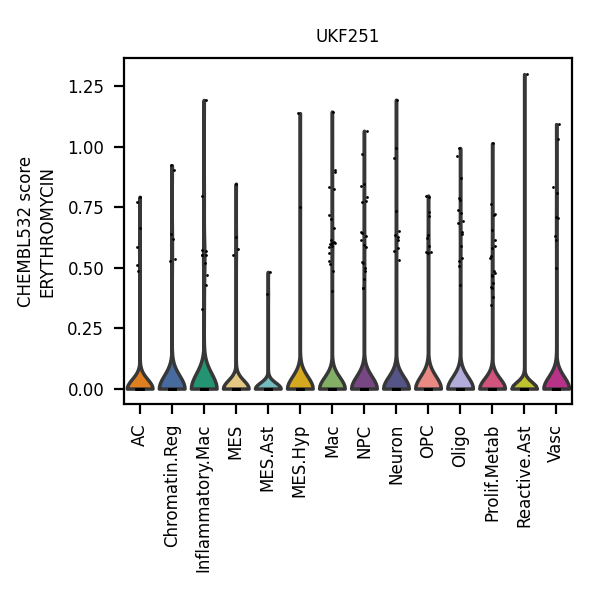 UKF251
CHEMBL532 score
ERYTHROMYCIN
1.25
1.00
0.75
0.50
0.25
0.00
AC
Chromatin.Reg
Inflammatory.Mac
MES
MES.Ast
MES.Hyp
Mac
NPC
Neuron
OPC
Oligo
Prolif.Metab
Reactive.Ast
Vasc